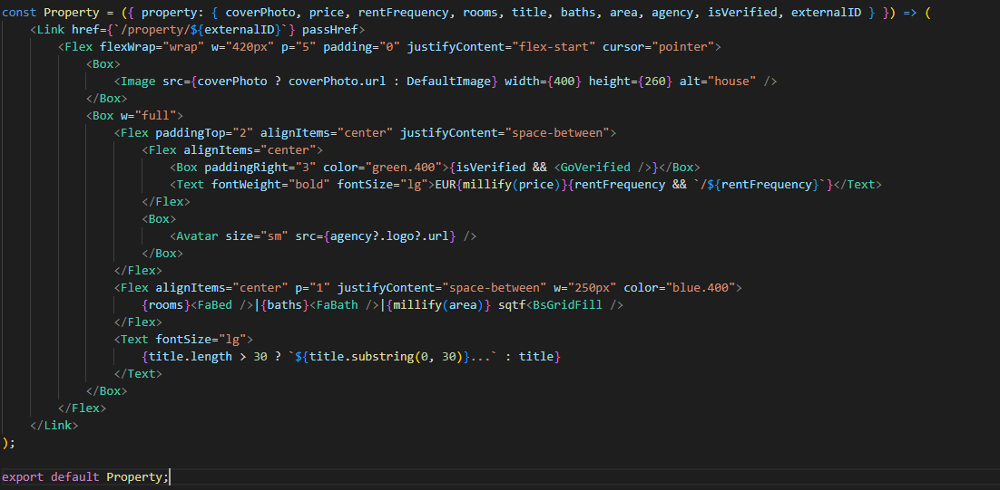 const Property = ({ property: { coverPhoto, price, rentFrequency, rooms, title, baths, area, agency, isVerified, externalID } }) => (
<Link href={`/property/${externalID}`} passHref>
<Flex flexWrap="wrap" w="420px" p="5" padding="0" justifyContent="flex-start" cursor="pointer">
<Box>
<Image src={coverPhoto ? coverPhoto.url : DefaultImage} width={400} height={260} alt="house" />
</Box>
<Box w="full">
<Flex paddingTop="2" alignItems="center" justifyContent="space-between">
<Flex alignItems="center">
<Box paddingRight="3" color="green.400">{isVerified && <GoVerified />}</Box>
<Text fontWeight="bold" fontSize="lg">EUR{millify(price)}{rentFrequency && `/${rentFrequency}`}</Text>
</Flex>
<Box>
<Avatar size="sm" src={agency?.logo?.url} />
</Box>
</Flex>
<Flex alignItems="center" p="1" justifyContent="space-between" w="250px" color="blue.400">
{rooms}<FaBed />|{baths}<FaBath />|{millify(area)} sqtf<BsGridFill />
</Flex>
<Text fontSize="lg">
{title.length > 30 ? `${title.substring(0, 30)}...` : title}
</Text>
</Box>
</Flex>
</Link>
);
export default Property;